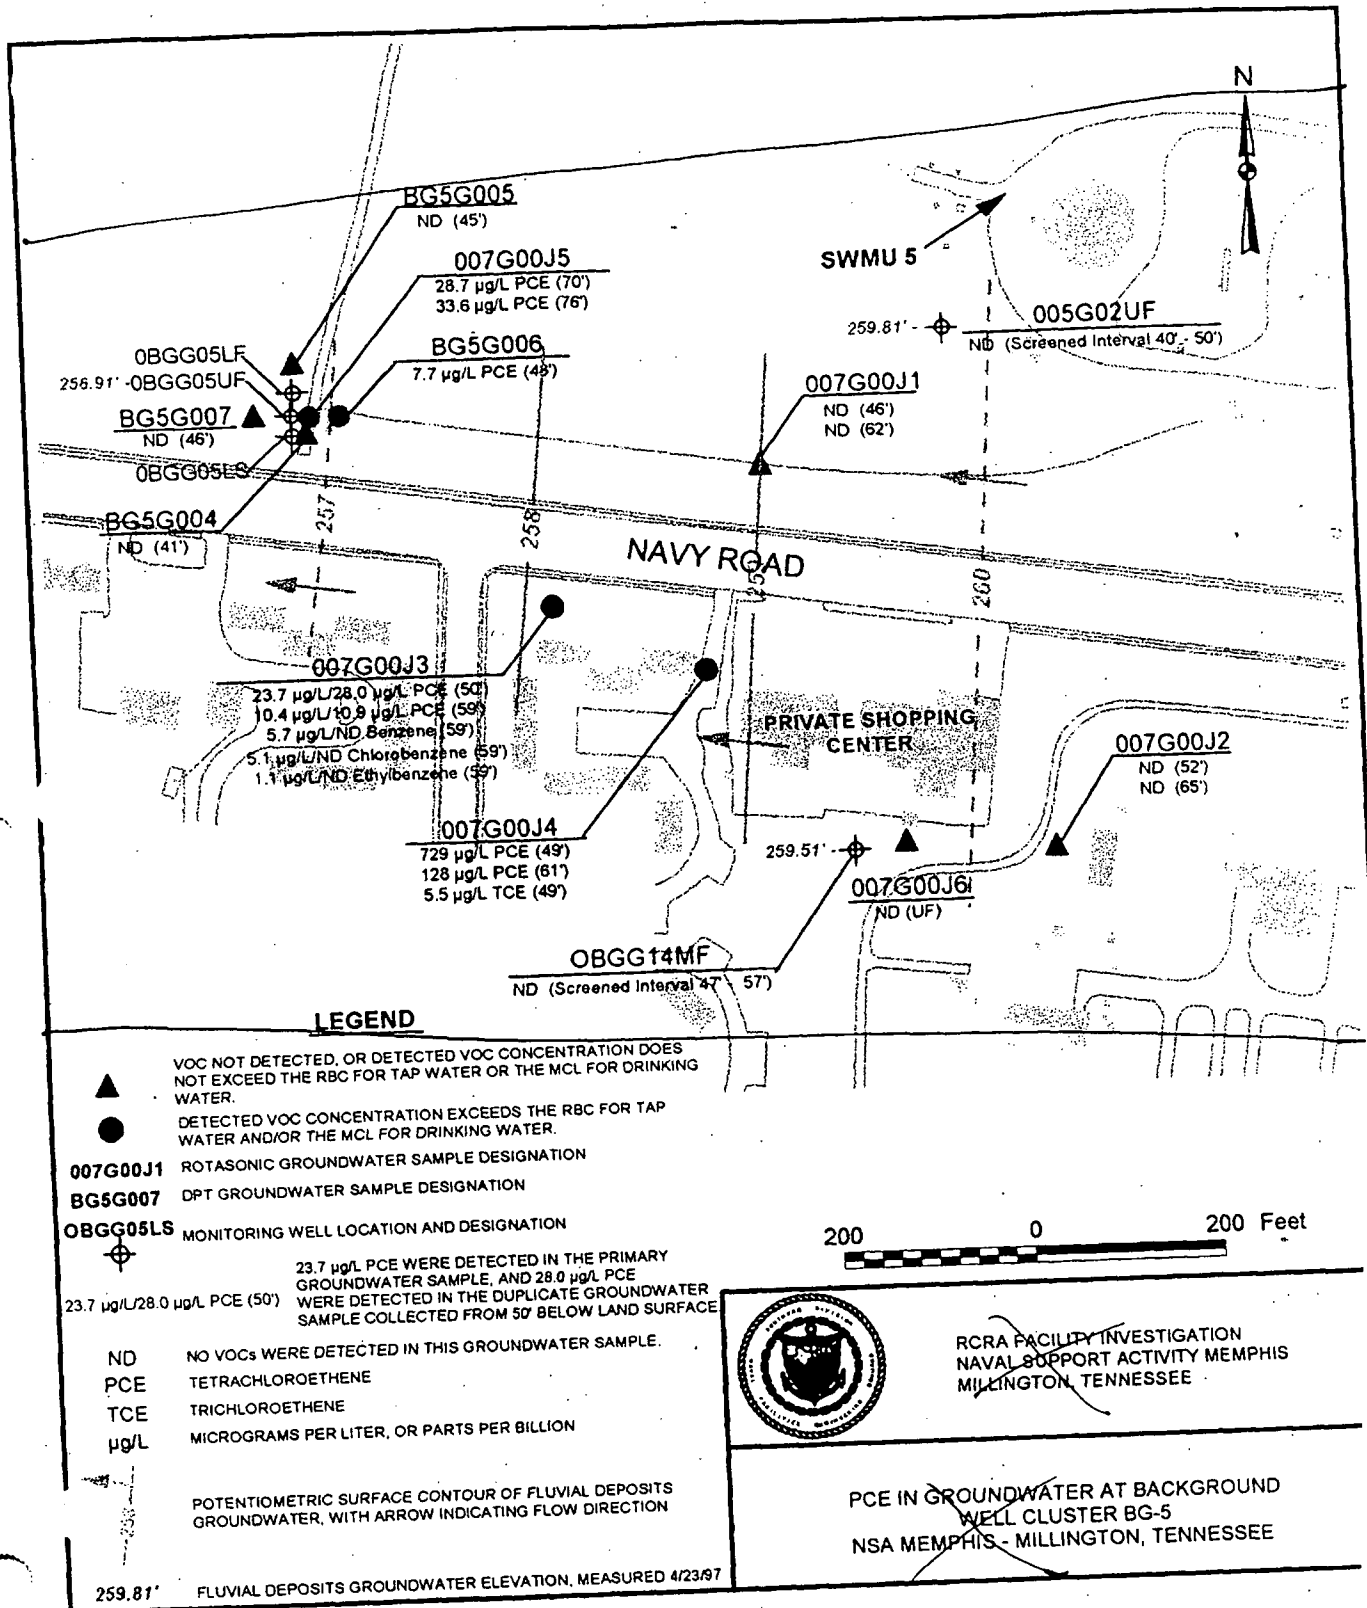 N
BG5G005
ND (45')
007G00J5
28.7 µg/L PCE (70')
33.6 µg/L PCE (76')
SWMU 5
259.81'
005G02UF
ND (Screened Interval 40' - 50')
0BGG05LF
256.91' -0BGG05UF
BG5G006
7.7 µg/L PCE (48')
BG5G007
ND (46')
007G00J1
ND (46')
ND (62')
0BGG05LS
BG5G004
ND (41')
257
258
NAVY ROAD
260
007G00J3
23.7 µg/L/28.0 µg/L PCE (50')
10.4 µg/L/10.9 µg/L PCE (59')
5.7 µg/L/ND Benzene (59')
5.1 µg/L/ND Chlorobenzene (59')
1.1 µg/L/ND Ethylbenzene (59')
PRIVATE SHOPPING
CENTER
007G00J2
ND (52')
ND (65')
007G00J4
729 µg/L PCE (49')
128 µg/L PCE (61')
5.5 µg/L TCE (49')
259.51'
007G00J6
ND (UF)
OBGG14MF
ND (Screened Interval 47' - 57')
LEGEND
VOC NOT DETECTED, OR DETECTED VOC CONCENTRATION DOES
NOT EXCEED THE RBC FOR TAP WATER OR THE MCL FOR DRINKING
WATER.
DETECTED VOC CONCENTRATION EXCEEDS THE RBC FOR TAP
WATER AND/OR THE MCL FOR DRINKING WATER.
007G00J1 ROTASONIC GROUNDWATER SAMPLE DESIGNATION
BG5G007 DPT GROUNDWATER SAMPLE DESIGNATION
OBGG05LS MONITORING WELL LOCATION AND DESIGNATION
23.7 µg/L/28.0 µg/L PCE (50') 23.7 µg/L PCE WERE DETECTED IN THE PRIMARY
GROUNDWATER SAMPLE, AND 28.0 µg/L PCE
WERE DETECTED IN THE DUPLICATE GROUNDWATER
SAMPLE COLLECTED FROM 50' BELOW LAND SURFACE
ND NO VOCs WERE DETECTED IN THIS GROUNDWATER SAMPLE.
PCE TETRACHLOROETHENE
TCE TRICHLOROETHENE
µg/L MICROGRAMS PER LITER, OR PARTS PER BILLION
POTENTIOMETRIC SURFACE CONTOUR OF FLUVIAL DEPOSITS
GROUNDWATER, WITH ARROW INDICATING FLOW DIRECTION
259.81' FLUVIAL DEPOSITS GROUNDWATER ELEVATION, MEASURED 4/23/97
200 0 200 Feet
RCRA FACILITY INVESTIGATION
NAVAL SUPPORT ACTIVITY MEMPHIS
MILLINGTON, TENNESSEE
PCE IN GROUNDWATER AT BACKGROUND
WELL CLUSTER BG-5
NSA MEMPHIS - MILLINGTON, TENNESSEE